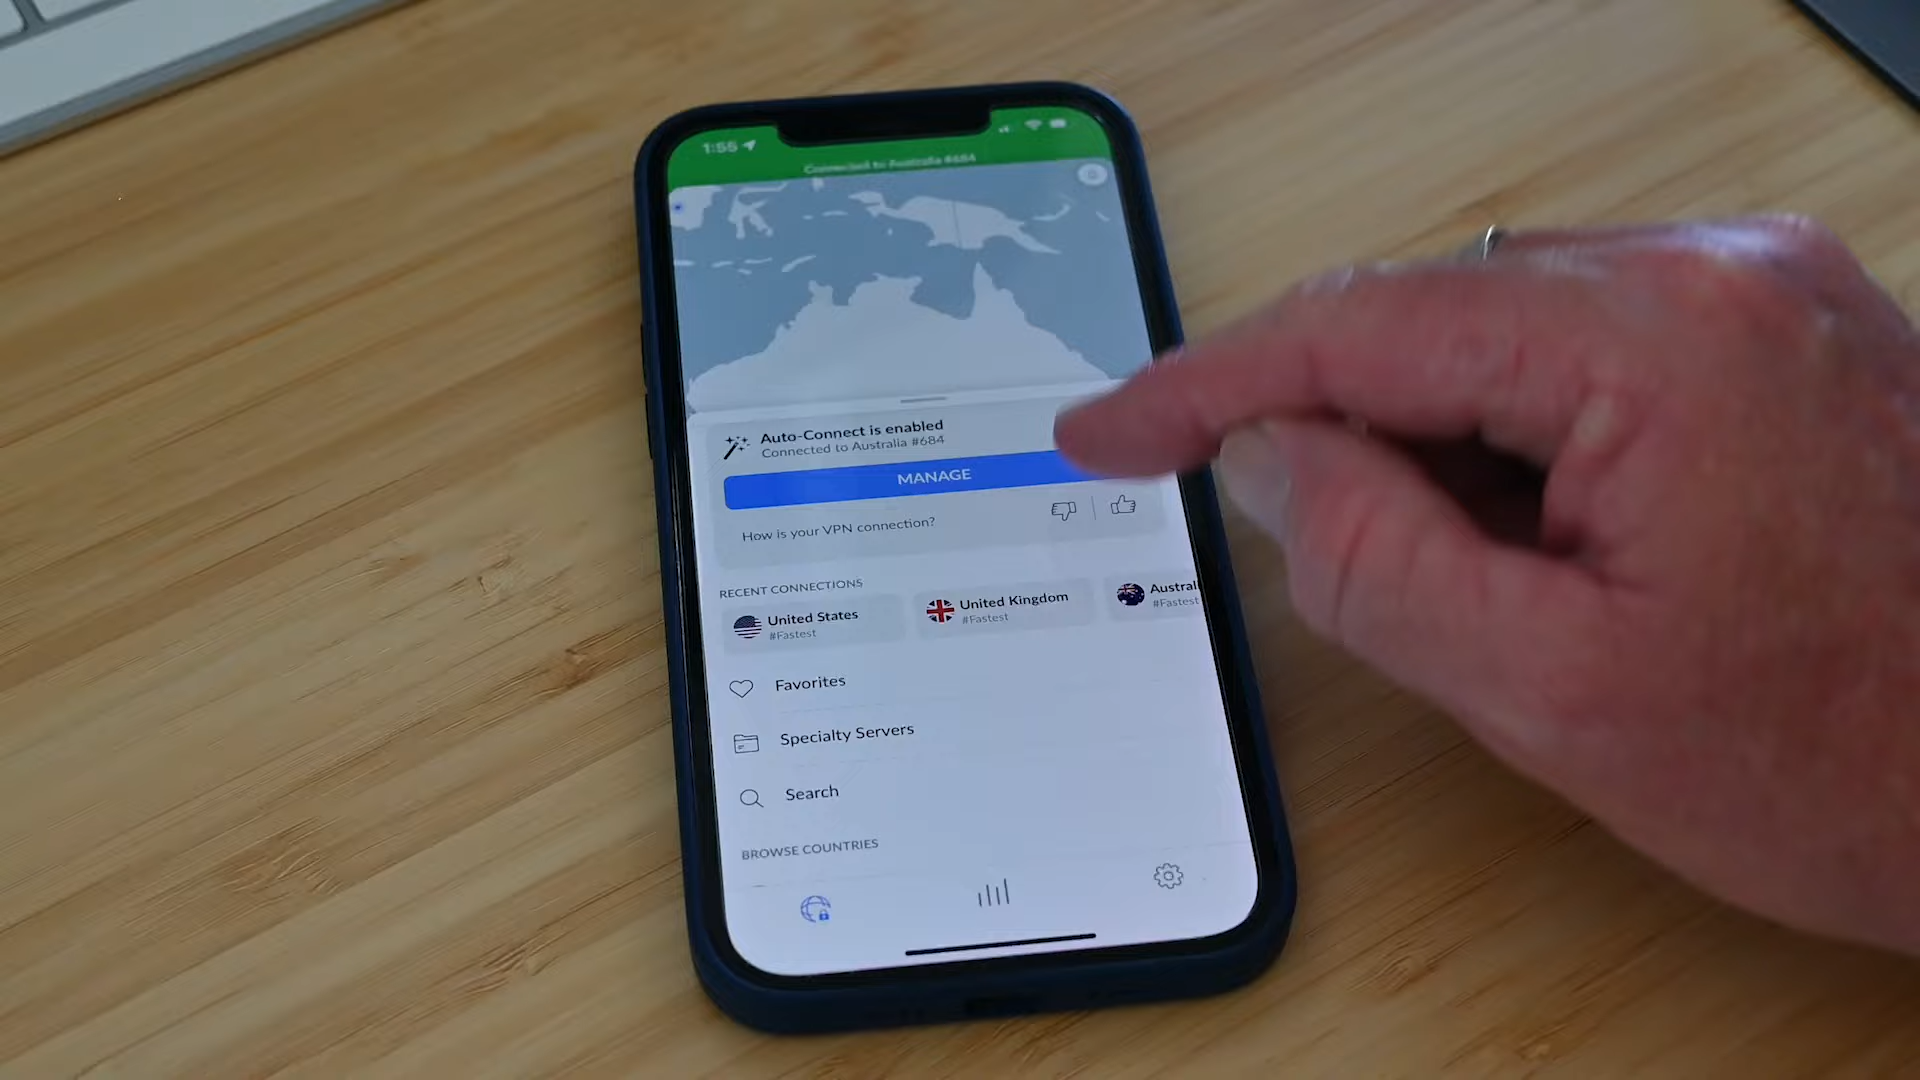 1:55
Connected to Australia #684
Auto-Connect is enabled
Connected to Australia #684
MANAGE
How is your VPN connection?
RECENT CONNECTIONS
United States
#Fastest
United Kingdom
#Fastest
Austral
#Fastest
Favorites
Specialty Servers
Search
BROWSE COUNTRIES